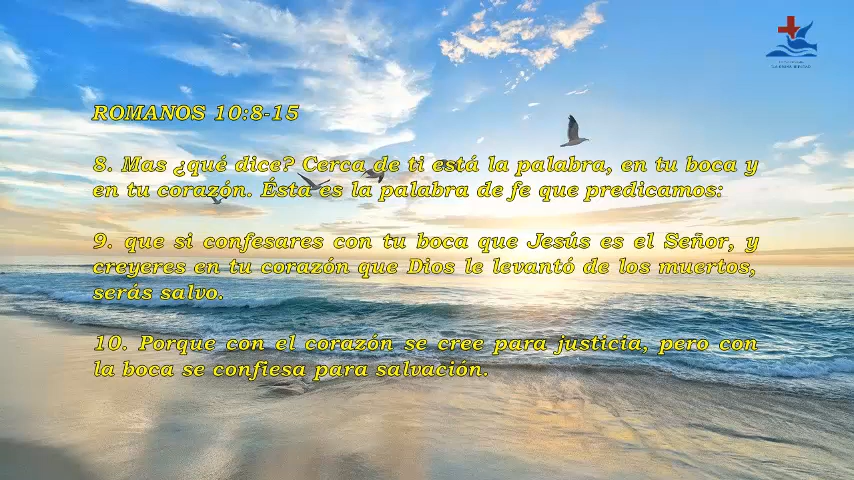 ROMANOS 10:8-15
8. Mas ¿qué dice? Cerca de ti está la palabra, en tu boca y
en tu corazón. Ésta es la palabra de fe que predicamos:
9. que si confesares con tu boca que Jesús es el Señor, y
creyeres en tu corazón que Dios le levantó de los muertos,
serás salvo.
10. Porque con el corazón se cree para justicia, pero con
la boca se confiesa para salvación.